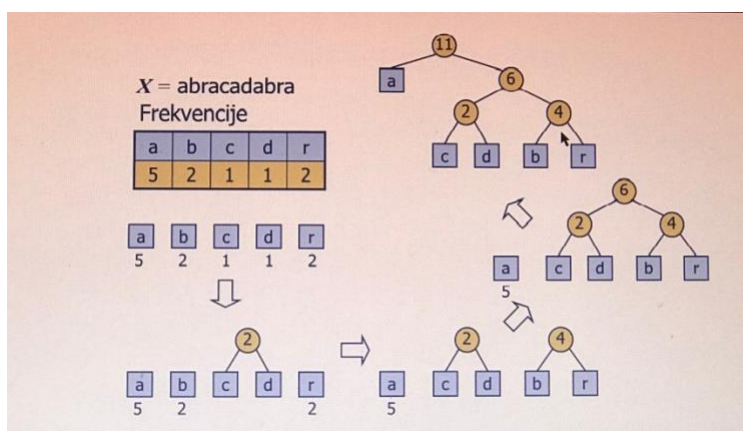 X = abracadabra
Frekvencije
a b c d r
5 2 1 1 2
a b c d r
5 2 1 1 2
2
a b c d r
5 2 2
2 4
a c d b r
5
6
2 4
a c d b r
5
11
a 6
2 4
c d b r